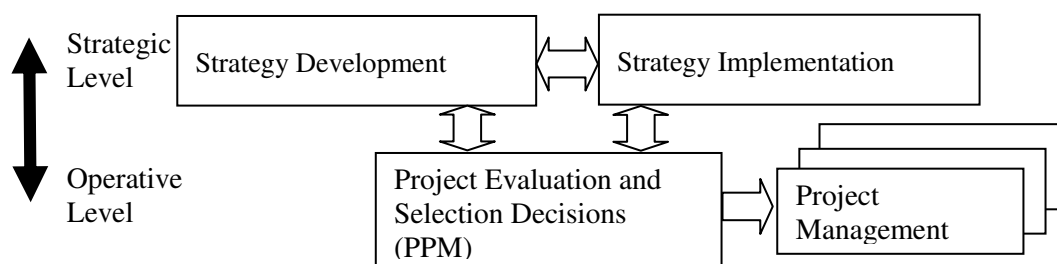 Strategic
Level
Strategy Development
Strategy Implementation
Operative
Level
Project Evaluation and
Selection Decisions
(PPM)
Project
Management